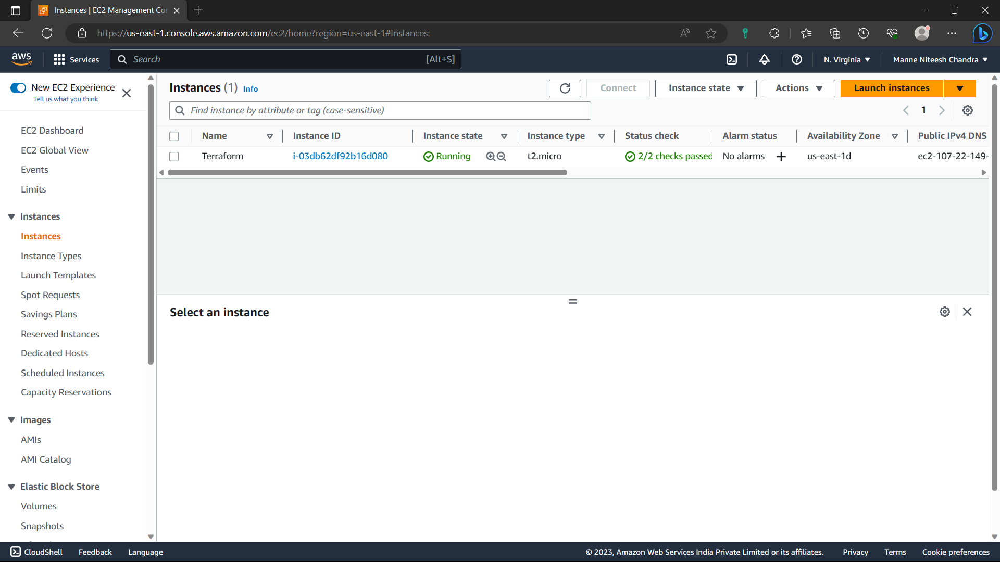 Instances | EC2 Management Co
https://us-east-1.console.aws.amazon.com/ec2/home?region=us-east-1#Instances:
aws
Services
Search
[Alt+S]
N. Virginia
Manne Niteesh Chandra
New EC2 Experience
Tell us what you think
EC2 Dashboard
EC2 Global View
Events
Limits
Instances
Instances
Instance Types
Launch Templates
Spot Requests
Savings Plans
Reserved Instances
Dedicated Hosts
Scheduled Instances
Capacity Reservations
Images
AMIs
AMI Catalog
Elastic Block Store
Volumes
Snapshots
Instances (1) Info
Connect
Instance state
Actions
Launch instances
Find instance by attribute or tag (case-sensitive)
1
Name Instance ID Instance state Instance type Status check Alarm status Availability Zone Public IPv4 DNS
Terraform i-03db62df92b16d080 Running t2.micro 2/2 checks passed No alarms + us-east-1d ec2-107-22-149-
Select an instance
CloudShell Feedback Language
© 2023, Amazon Web Services India Private Limited or its affiliates. Privacy Terms Cookie preferences